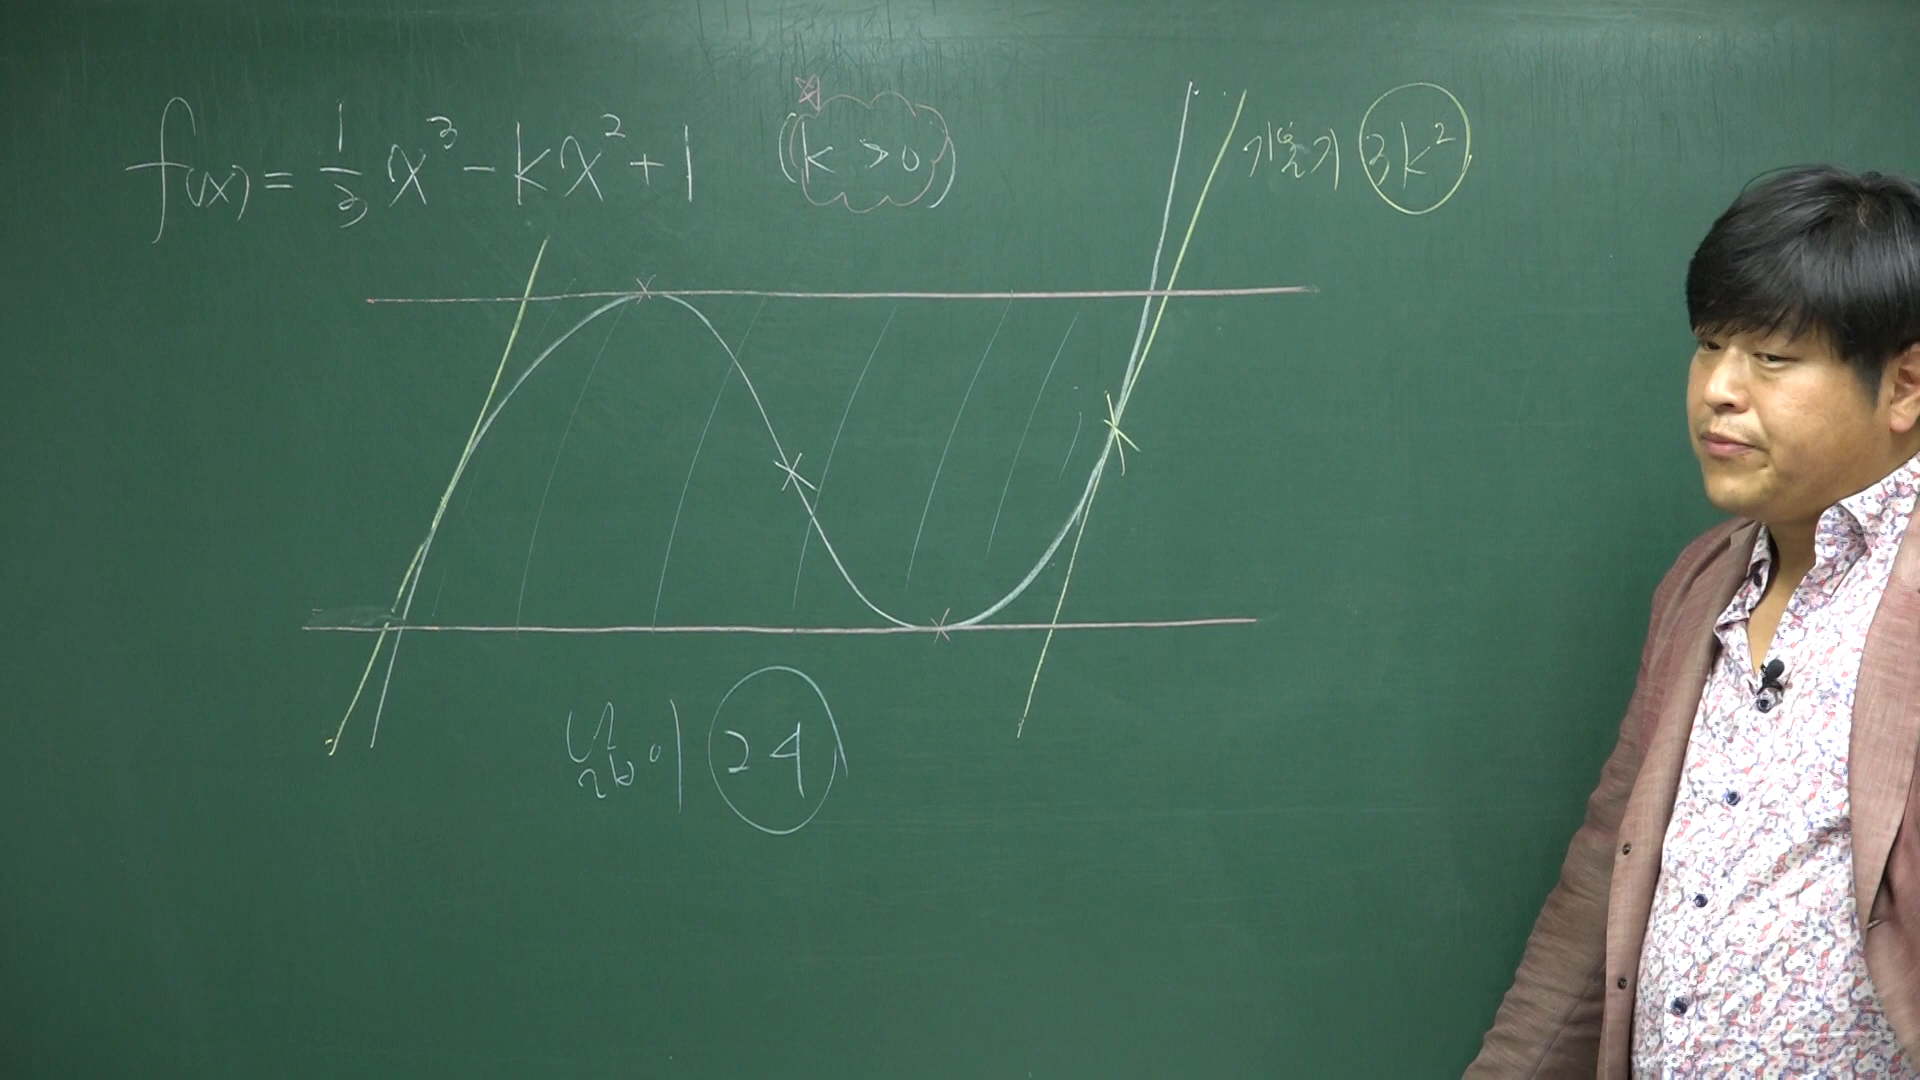 f(x) = 1/3 x³ - kx² + 1 (k > 0)
기울기 3k²
넓이 24